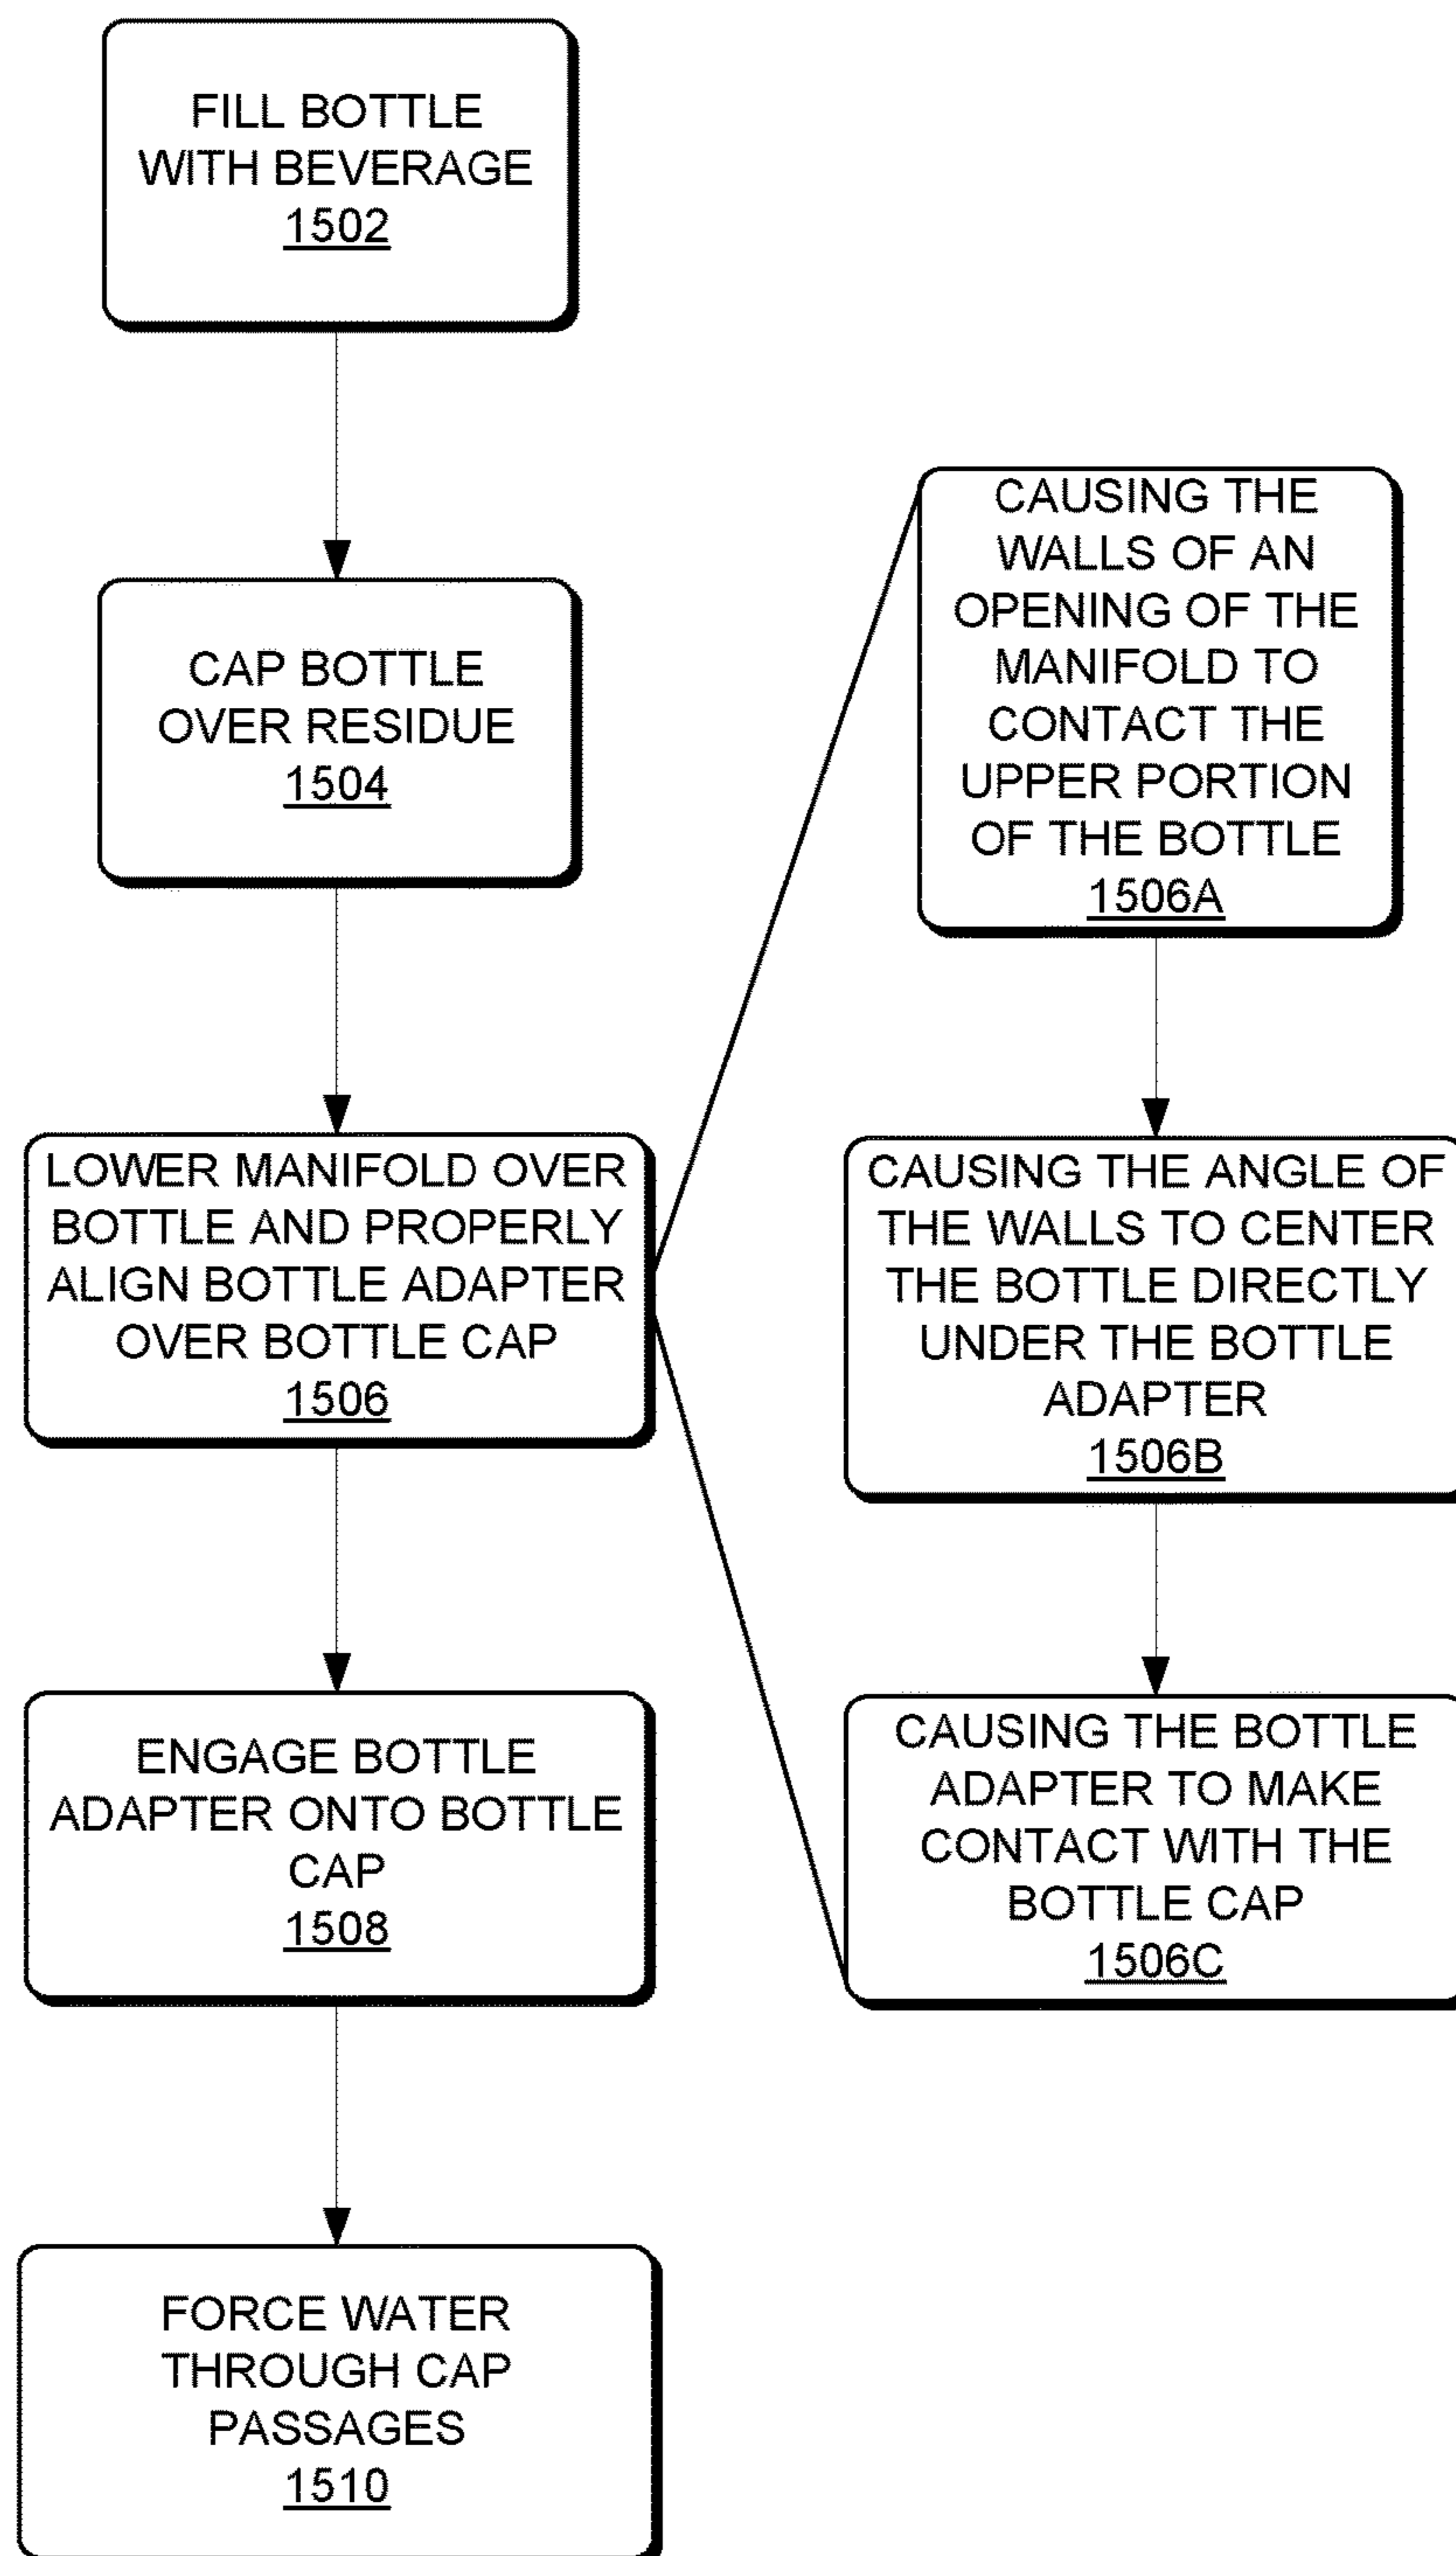 FILL BOTTLE
WITH BEVERAGE
1502
CAP BOTTLE
OVER RESIDUE
1504
LOWER MANIFOLD OVER
BOTTLE AND PROPERLY
ALIGN BOTTLE ADAPTER
OVER BOTTLE CAP
1506
ENGAGE BOTTLE
ADAPTER ONTO BOTTLE
CAP
1508
FORCE WATER
THROUGH CAP
PASSAGES
1510
CAUSING THE
WALLS OF AN
OPENING OF THE
MANIFOLD TO
CONTACT THE
UPPER PORTION
OF THE BOTTLE
1506A
CAUSING THE ANGLE OF
THE WALLS TO CENTER
THE BOTTLE DIRECTLY
UNDER THE BOTTLE
ADAPTER
1506B
CAUSING THE BOTTLE
ADAPTER TO MAKE
CONTACT WITH THE
BOTTLE CAP
1506C